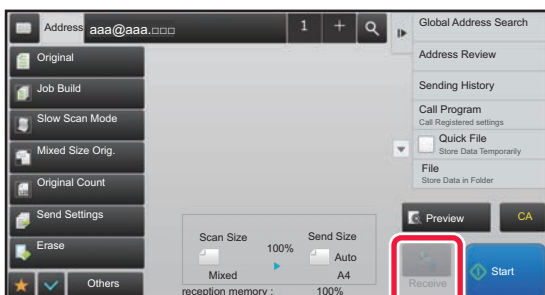 Address aaa@aaa.□□□ 1 +
Original
Job Build
Slow Scan Mode
Mixed Size Orig.
Original Count
Send Settings
Erase
Others
Scan Size
100%
Send Size
Auto
Mixed
A4
reception memory : 100%
Global Address Search
Address Review
Sending History
Call Program
Call Registered settings
Quick File
Store Data Temporarily
File
Store Data in Folder
Preview
CA
Receive
Start